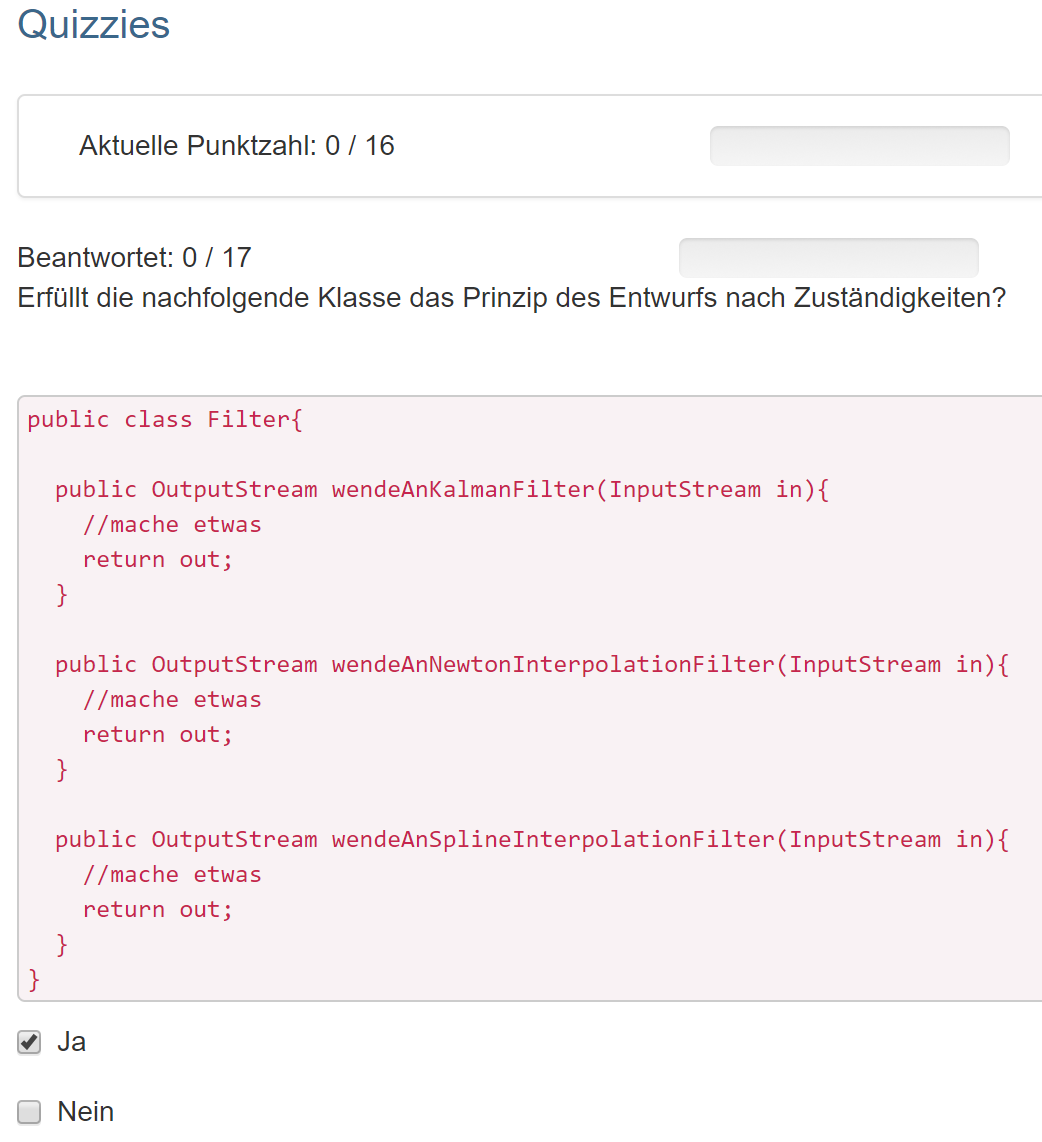 Quizzies
Aktuelle Punktzahl: 0 / 16
Beantwortet: 0 / 17
Erfüllt die nachfolgende Klasse das Prinzip des Entwurfs nach Zuständigkeiten?
public class Filter{
public OutputStream wendeAnKalmanFilter(InputStream in){
//mache etwas
return out;
}
public OutputStream wendeAnNewtonInterpolationFilter(InputStream in){
//mache etwas
return out;
}
public OutputStream wendeAnSplineInterpolationFilter(InputStream in){
//mache etwas
return out;
}
}
Ja
Nein